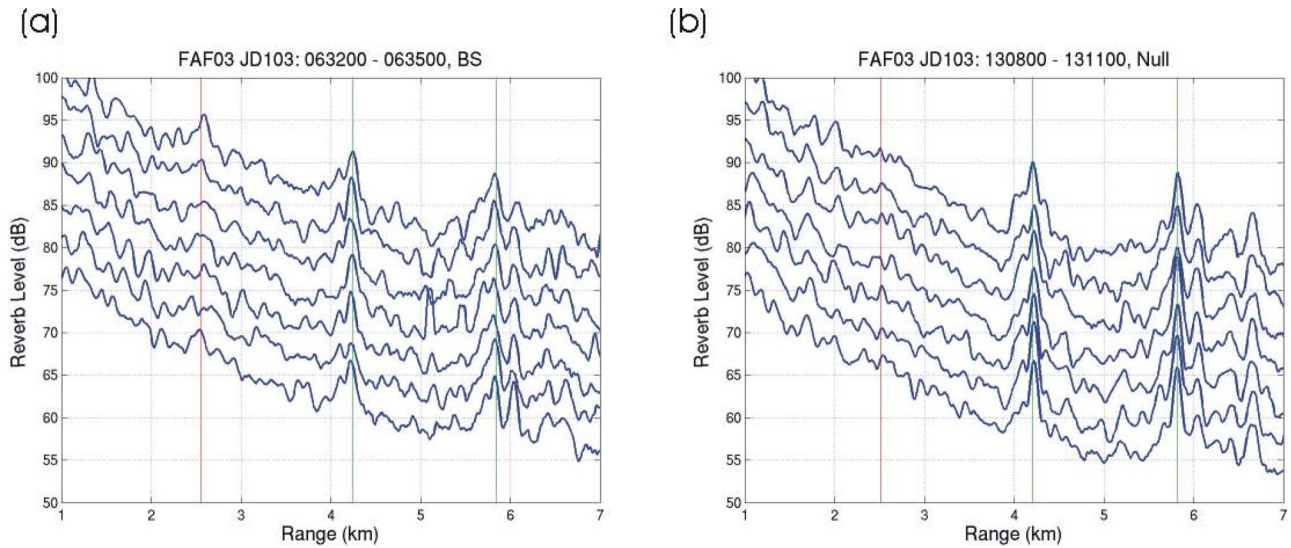 (a)
FAF03 JD103: 063200 - 063500, BS
100
95
90
85
80
75
70
65
60
55
50
Reverb Level (dB)
1 2 3 4 5 6 7
Range (km)
(b)
FAF03 JD103: 130800 - 131100, Null
100
95
90
85
80
75
70
65
60
55
50
Reverb Level (dB)
1 2 3 4 5 6 7
Range (km)